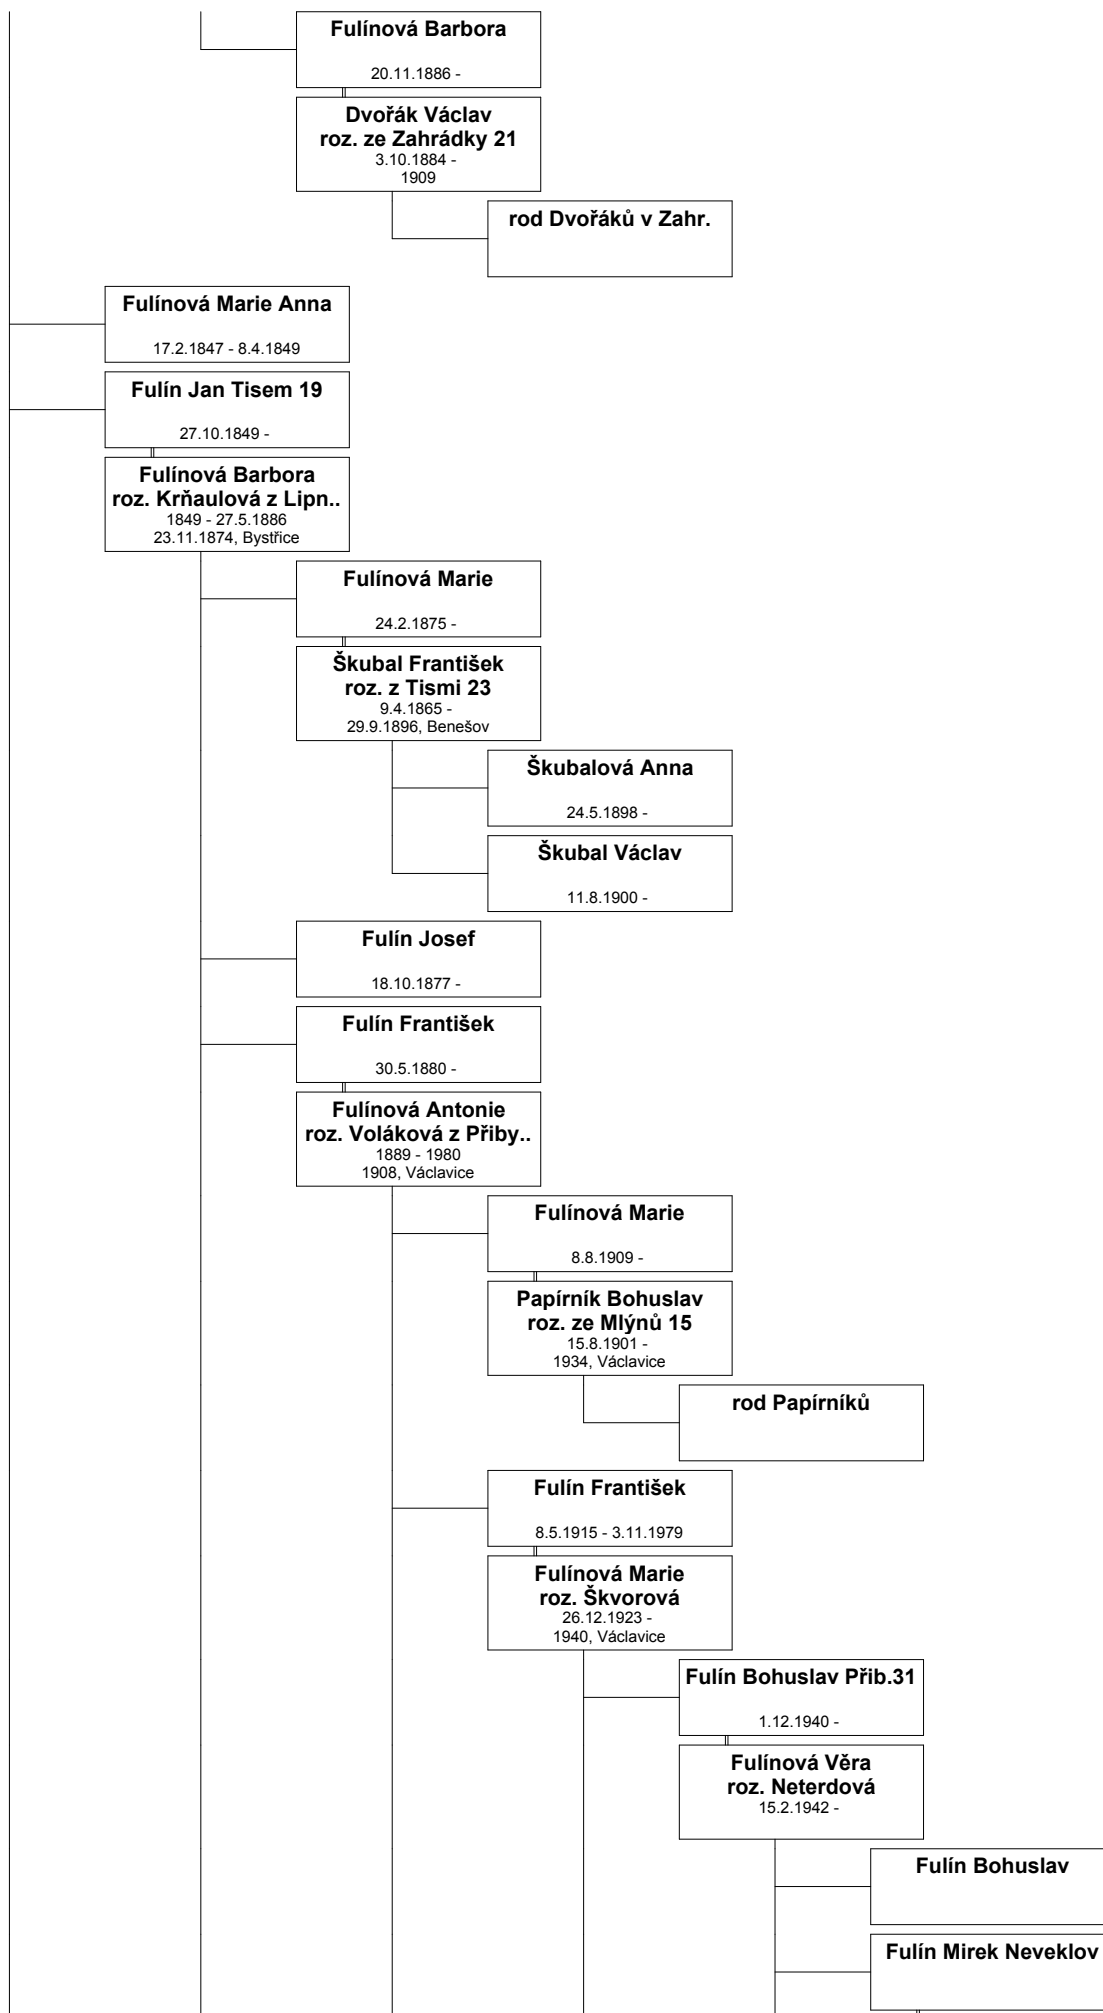 Fulínová Barbora
20.11.1886 -
Dvořák Václav
roz. ze Zahrádky 21
3.10.1884 -
1909
rod Dvořáků v Zahr.
Fulínová Marie Anna
17.2.1847 - 8.4.1849
Fulín Jan Tisem 19
27.10.1849 -
Fulínová Barbora
roz. Krňaulová z Lipn..
1849 - 27.5.1886
23.11.1874, Bystřice
Fulínová Marie
24.2.1875 -
Škubal František
roz. z Tismi 23
9.4.1865 -
29.9.1896, Benešov
Škubalová Anna
24.5.1898 -
Škubal Václav
11.8.1900 -
Fulín Josef
18.10.1877 -
Fulín František
30.5.1880 -
Fulínová Antonie
roz. Voláková z Přiby..
1889 - 1980
1908, Václavice
Fulínová Marie
8.8.1909 -
Papírník Bohuslav
roz. ze Mlýnů 15
15.8.1901 -
1934, Václavice
rod Papírníků
Fulín František
8.5.1915 - 3.11.1979
Fulínová Marie
roz. Škvorová
26.12.1923 -
1940, Václavice
Fulín Bohuslav Přib.31
1.12.1940 -
Fulínová Věra
roz. Neterdová
15.2.1942 -
Fulín Bohuslav
Fulín Mirek Neveklov